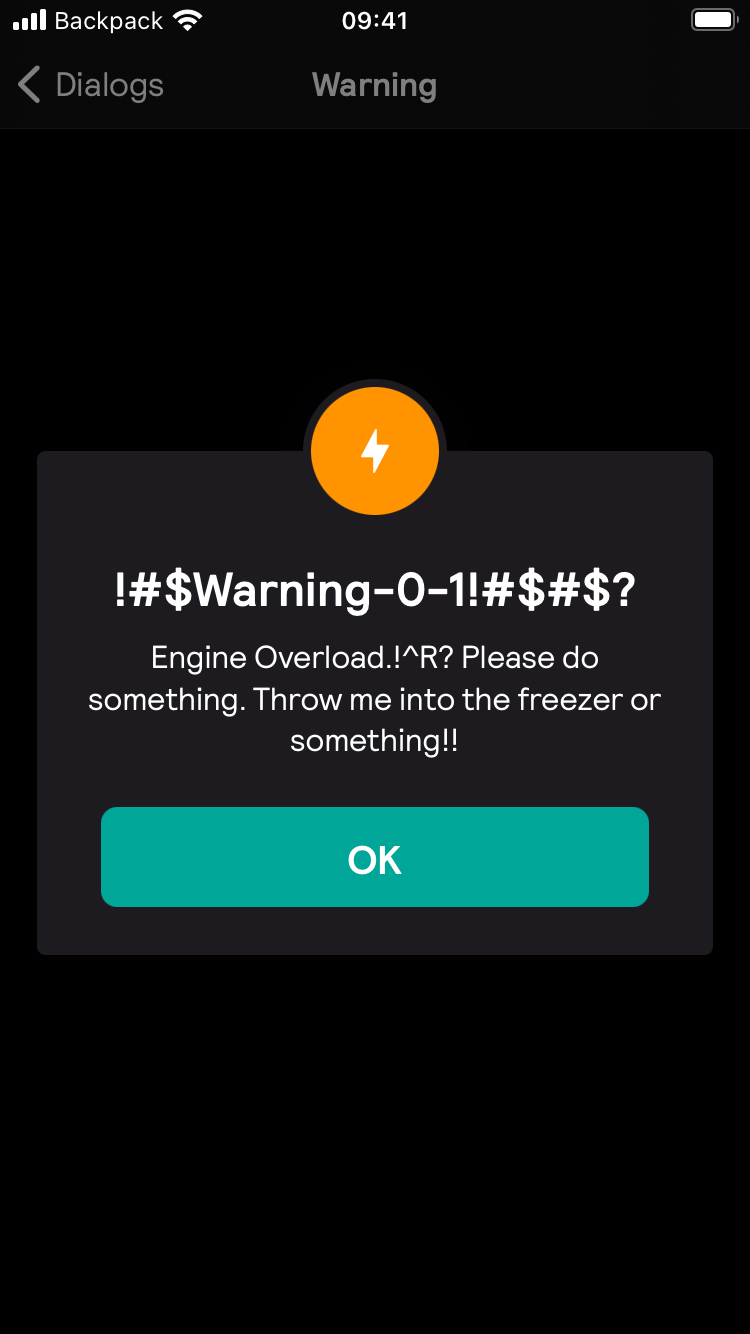 Backpack 09:41
Dialogs Warning
!#$Warning-0-1!#$#$?
Engine Overload.!^R? Please do
something. Throw me into the freezer or
something!!
OK